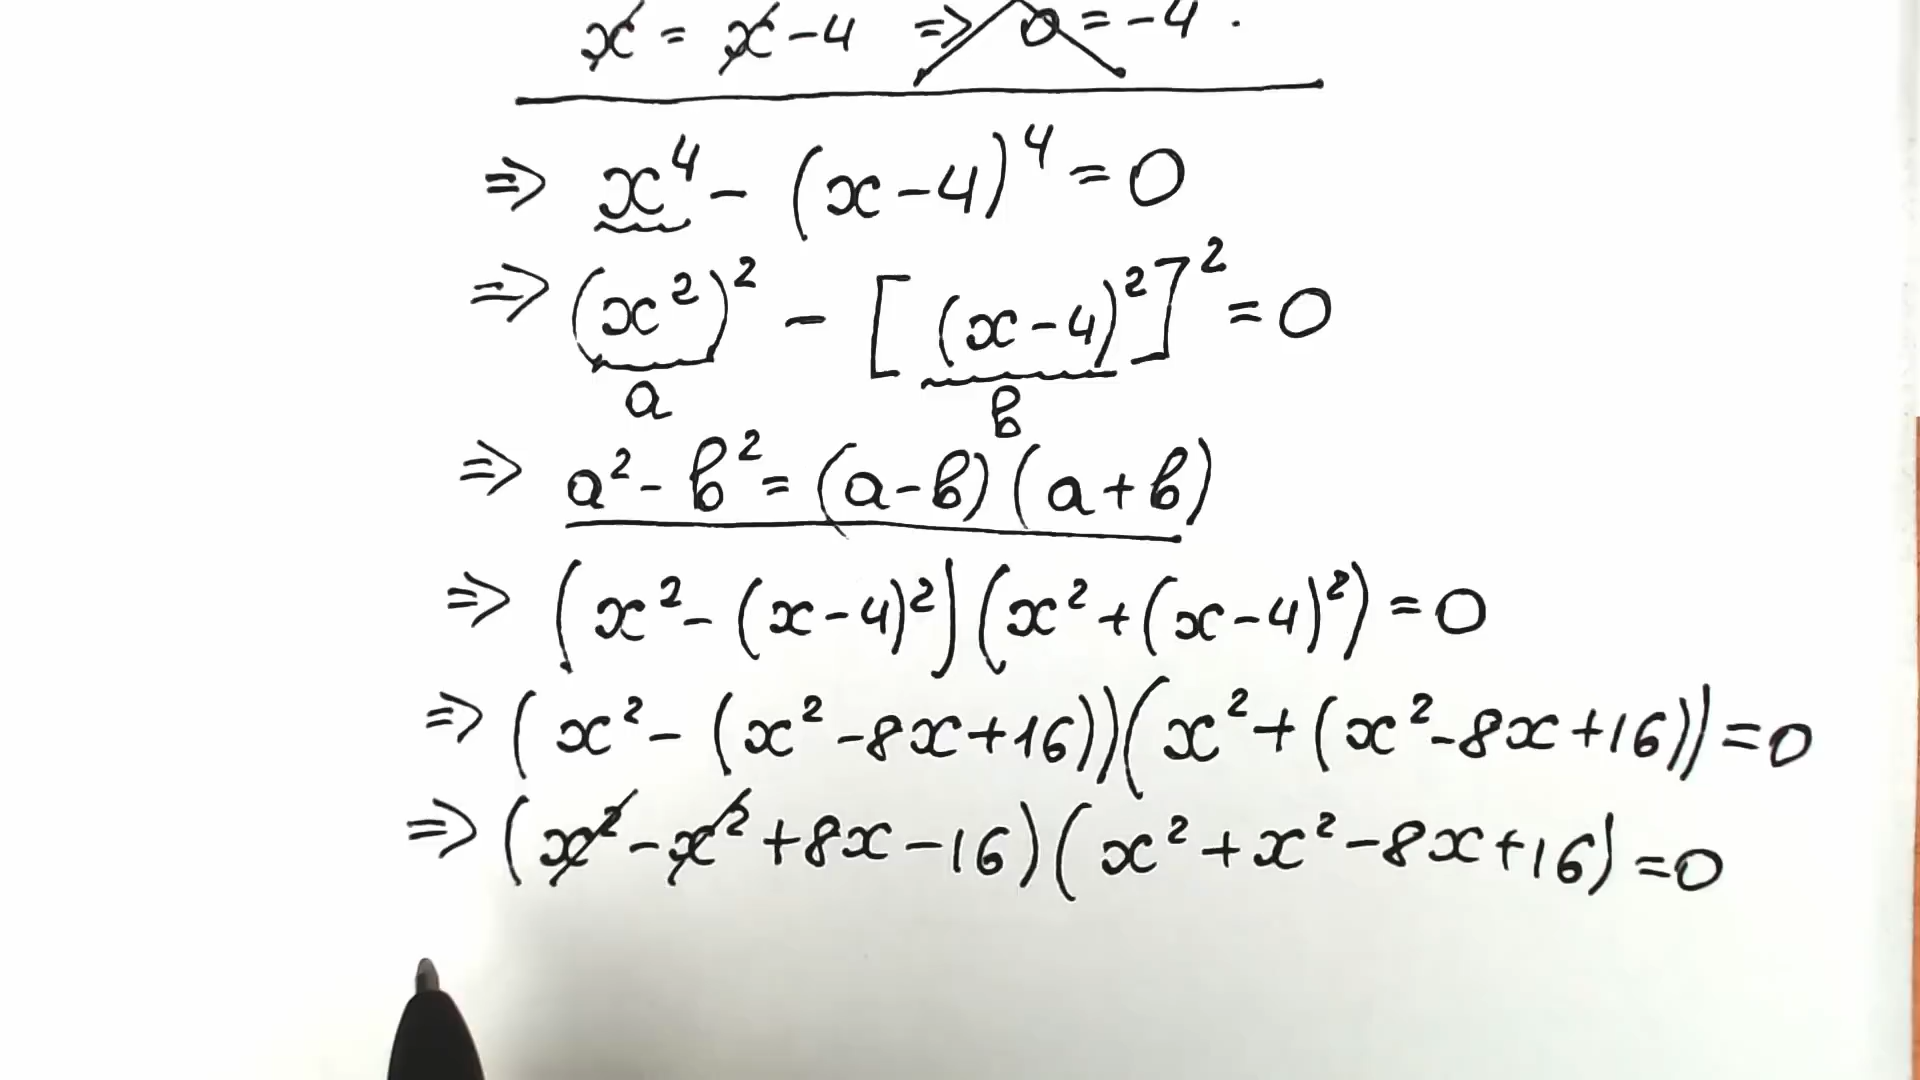 x = x - 4 => 0 = -4.
=> x⁴ - (x - 4)⁴ = 0
=> (x²)² - [(x - 4)²]² = 0
a b
=> a² - b² = (a - b)(a + b)
=> (x² - (x - 4)²)(x² + (x - 4)²) = 0
=> (x² - (x² - 8x + 16))(x² + (x² - 8x + 16)) = 0
=> (x² - x² + 8x - 16)(x² + x² - 8x + 16) = 0